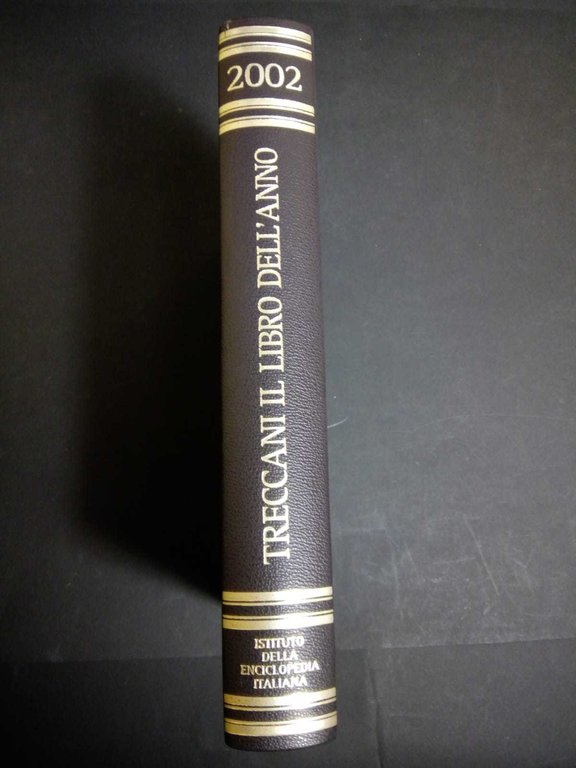 2002
TRECCANI IL LIBRO DELL'ANNO
ISTITUTO
DELLA
ENCICLOPEDIA
ITALIANA